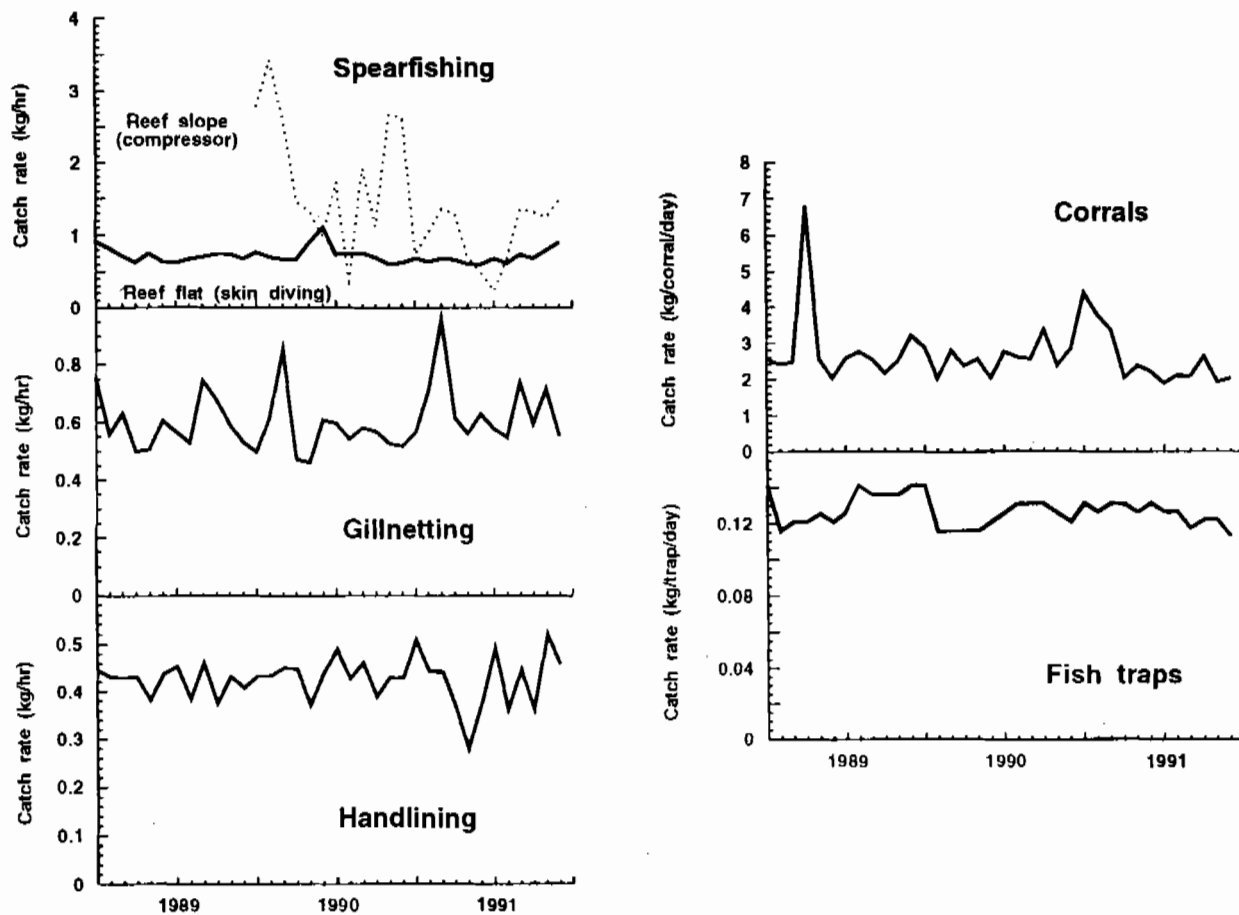 4
3
2
1
0
Catch rate (kg/hr)
Spearfishing
Reef slope
(compressor)
Reef flat (skin diving)
0.8
0.6
0.4
0.2
0
Catch rate (kg/hr)
Gillnetting
0.5
0.4
0.3
0.2
0.1
0
Catch rate (kg/hr)
Handlining
1989
1990
1991
8
7
6
5
4
3
2
1
0
Catch rate (kg/corral/day)
Corrals
0.12
0.08
0.04
0
Catch rate (kg/trap/day)
Fish traps
1989
1990
1991